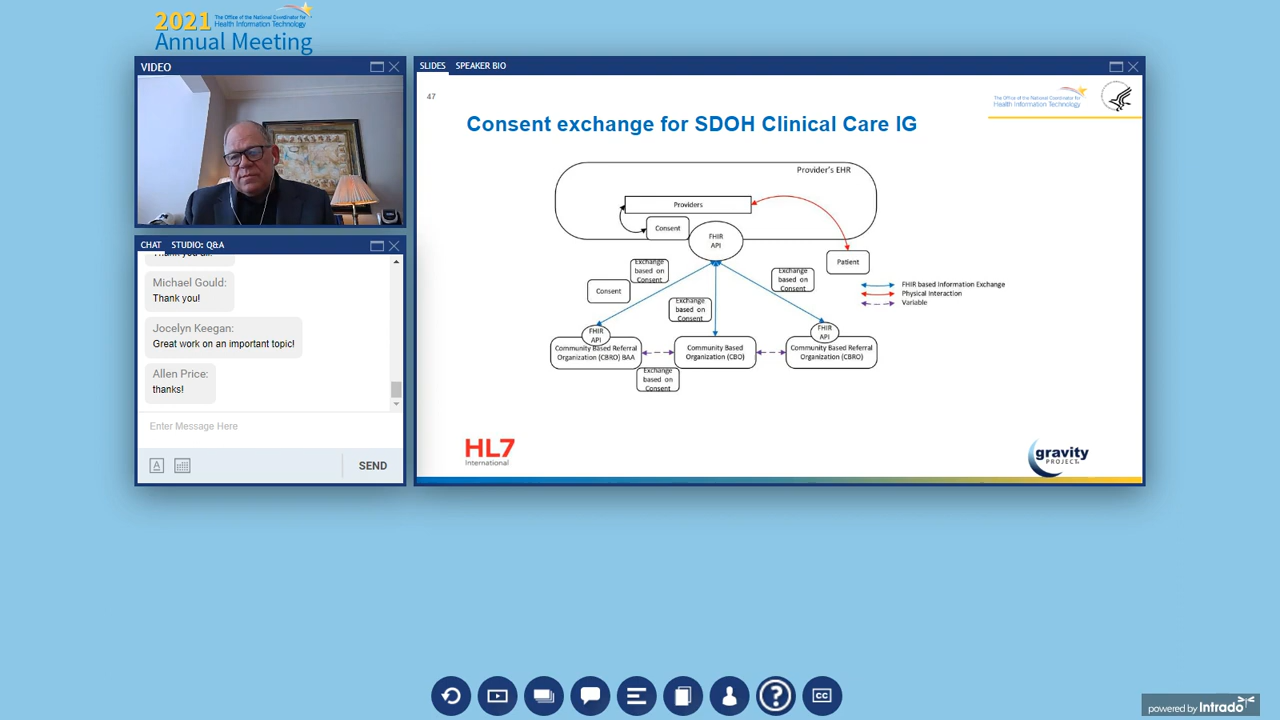 2021
The Office of the National Coordinator for
Health Information Technology
Annual Meeting
VIDEO
CHAT
STUDIO: Q&A
Michael Gould:
Thank you!
Jocelyn Keegan:
Great work on an important topic!
Allen Price:
thanks!
Enter Message Here
SEND
SLIDES
SPEAKER BIO
47
The Office of the National Coordinator for
Health Information Technology
Consent exchange for SDOH Clinical Care IG
Provider's EHR
Providers
Consent
FHIR
API
Patient
Exchange
based on
Consent
Consent
Exchange
based on
Consent
Exchange
based on
Consent
FHIR based Information Exchange
Physical Interaction
Variable
FHIR
API
Community Based Referral
Organization (CBRO) BAA
Community Based
Organization (CBO)
FHIR
API
Community Based Referral
Organization (CBRO)
Exchange
based on
Consent
HL7
International
gravity
PROJECT
CC
powered by Intrado